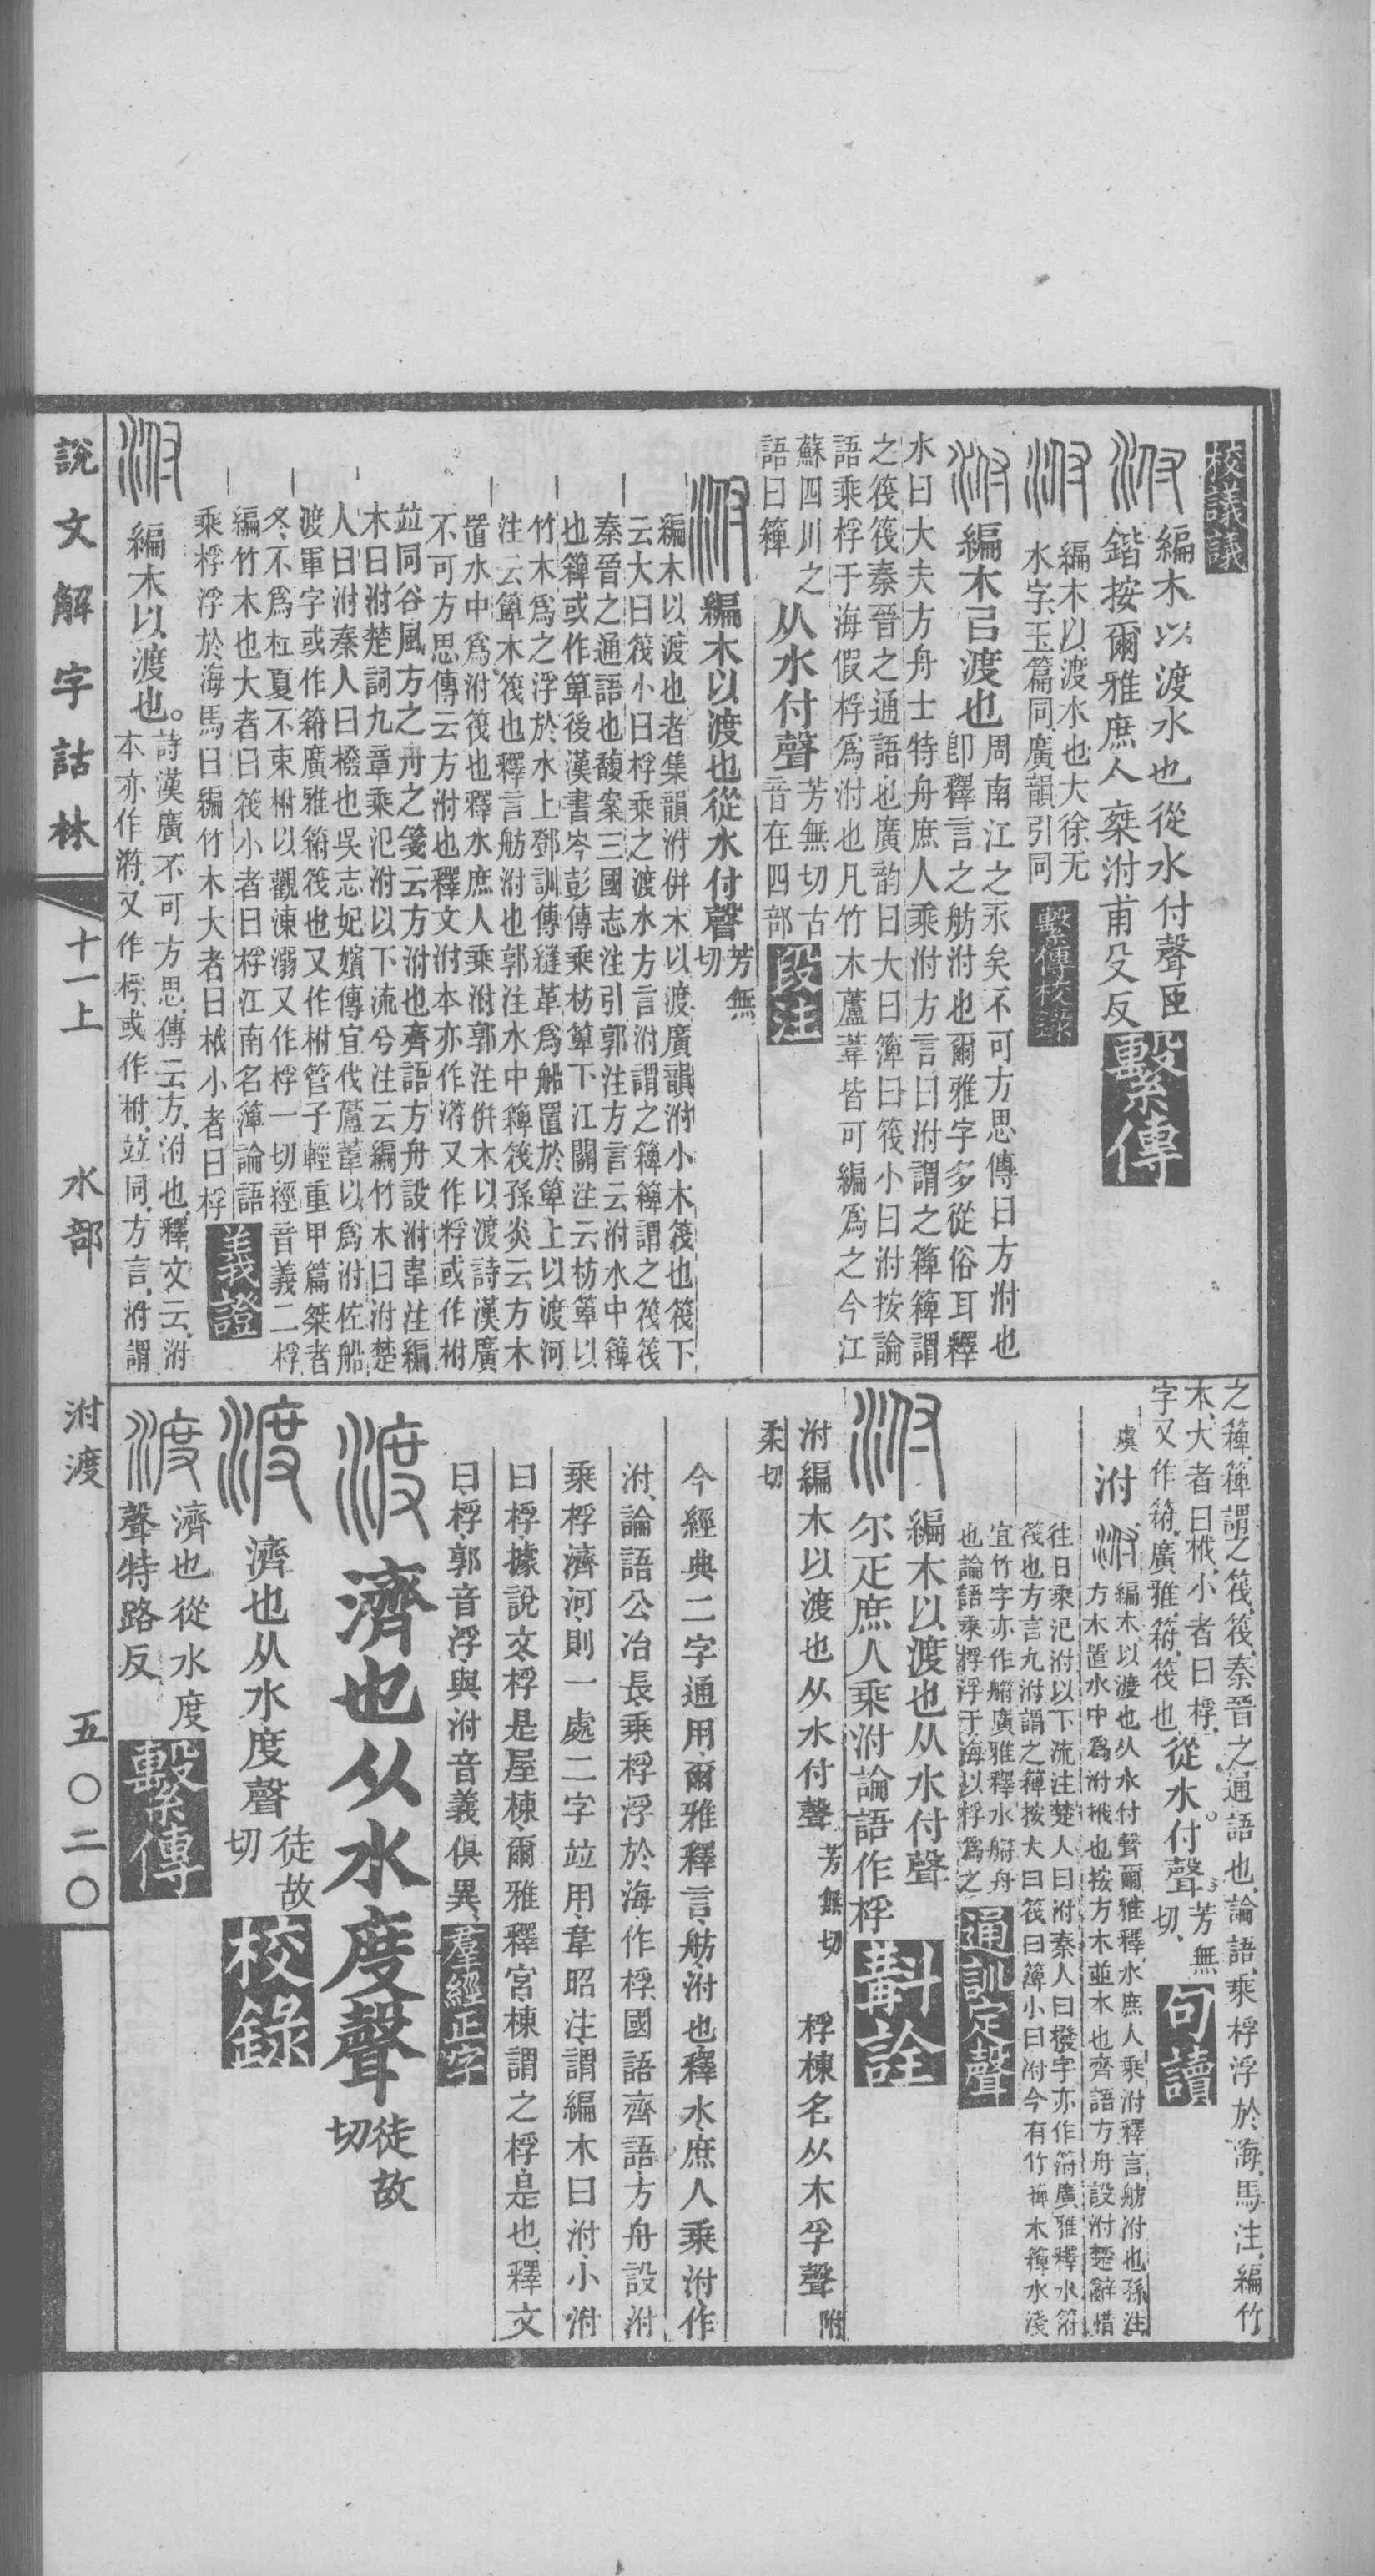 校議議
編木以渡水也從水付聲臣
鍇按爾雅庶人椉泭甫殳反
繫傳
編木以渡水也大徐无
水字玉篇同廣韻引同
繫傳校錄
編木㠯渡也
周南江之永矣不可方思傳曰方泭也
卽釋言之舫泭也爾雅字多從俗耳釋
水曰大夫方舟士特舟庶人乘泭方言曰泭謂之䉬䉬謂
之筏筏秦晉之通語也廣韵曰大曰簿曰筏小曰泭按論
語乘桴于海假桴爲泭也凡竹木蘆葦皆可編爲之今江
蘇四川之
語曰䉬
从水付聲
芳無切古
音在四部
段注
編木以渡也從水付聲
芳無
切
編木以渡也者集韻泭併木以渡廣韻泭小木筏也筏下
云大曰筏小曰桴乘之渡水方言泭謂之䉬䉬謂之筏筏
秦晉之通語也馥案三國志注引郭注方言云泭水中䉬
也䉬或作箄後漢書岑彭傳乘枋箄下江關注云枋箄以
竹木爲之浮於水上鄧訓傳縫革爲船置於箄上以渡河
注云箄木筏也釋言舫泭也郭注水中䉬筏孫炎云方木
置水中爲泭筏也釋水庶人乘泭郭注併木以渡詩漢廣
不可方思傳云方泭也釋文泭本亦作㳺又作桴或作柎
竝同谷風方之舟之箋云方泭也齊語方舟設泭韋注編
木曰泭楚詞九章乘氾泭以下流兮注云編竹木曰泭楚
人曰泭秦人曰橃也吳志妃嬪傳宜伐蘆葦以爲泭佐船
渡軍字或作䈹廣雅䈹筏也又作柎管子輕重甲篇桀者
冬不爲杠夏不束柎以觀凍溺又作桴一切經音義二桴
編竹木也大者曰筏小者曰桴江南名簿論語
乘桴浮於海馬曰編竹木大者曰栰小者曰桴
義證
編木以渡也。
詩漢廣不可方思傳云方泭也釋文云泭
本亦作㳺又作桴或作柎竝同方言泭謂
之䉬䉬謂之筏筏秦晉之通語也論語乘桴浮於海馬注編竹
木大者曰栰小者曰桴
字又作䈹廣雅䈹筏也
從水付聲。
芳無
切
句讀
虞
泭
編木以渡也从水付聲爾雅釋水庶人乘泭釋言舫泭也孫注
方木置水中爲泭栰也按方木並木也齊語方舟設泭楚辭惜
往日乘氾泭以下流注楚人曰泭秦人曰橃字亦作䈹廣雅釋水䈹
筏也方言九泭謂之䉬按大曰筏曰簿小曰泭今有竹䉬木䉬水淺
宜竹字亦作艀廣雅釋水艀舟
也論語乘桴浮于海以桴爲之
通訓定聲
編木以渡也从水付聲
尒疋庶人乘泭論語作桴
斠詮
泭編木以渡也从水付聲
芳無切
桴棟名从木孚聲
附
柔切
今經典二字通用爾雅釋言舫泭也釋水庶人乘泭作
泭論語公冶長乘桴浮於海作桴國語齊語方舟設泭
乘桴濟河則一處二字竝用韋昭注謂編木曰泭小泭
曰桴據說文桴是屋棟爾雅釋宮棟謂之桴是也釋文
曰桴郭音浮與泭音義俱異
羣經正字
渡
濟也从水度聲
徒故
切
渡
濟也从水度聲
徒故
切
校錄
渡
濟也從水度
聲特路反
繫傳
說文解字詁林
十一上
水部
泭渡
五〇二〇